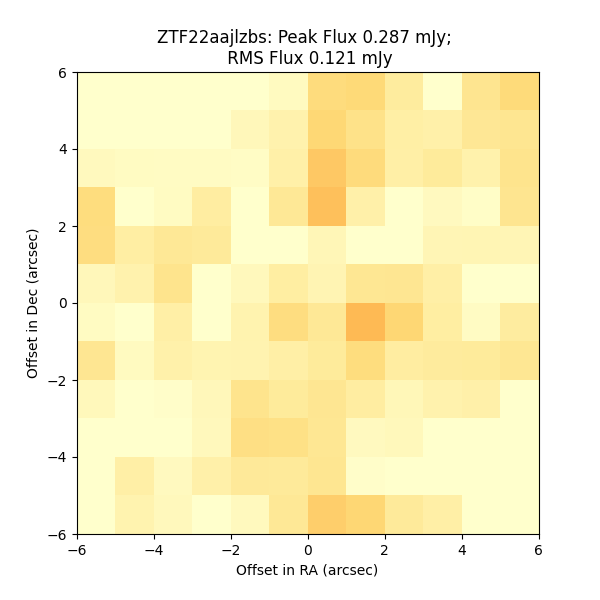 ZTF22aajlzbs: Peak Flux 0.287 mJy;
RMS Flux 0.121 mJy
6
4
2
0
−2
−4
−6
Offset in Dec (arcsec)
−6 −4 −2 0 2 4 6
Offset in RA (arcsec)